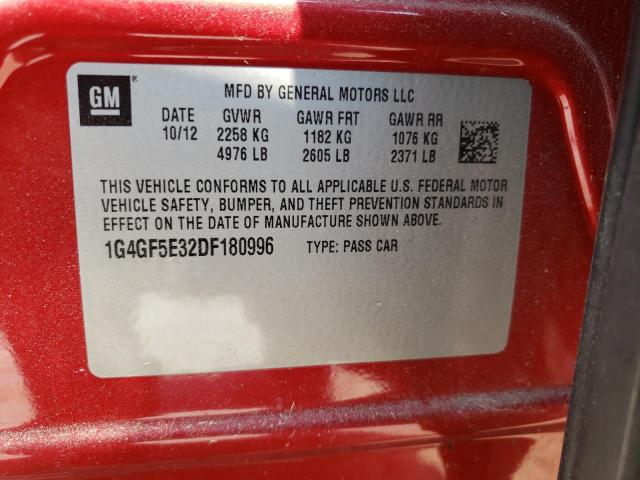 GM ®
MFD BY GENERAL MOTORS LLC
DATE GVWR GAWR FRT GAWR RR
10/12 2258 KG 1182 KG 1076 KG
4976 LB 2605 LB 2371 LB
THIS VEHICLE CONFORMS TO ALL APPLICABLE U.S. FEDERAL MOTOR
VEHICLE SAFETY, BUMPER, AND THEFT PREVENTION STANDARDS IN
EFFECT ON THE DATE OF MANUFACTURE SHOWN ABOVE.
1G4GF5E32DF180996 TYPE: PASS CAR